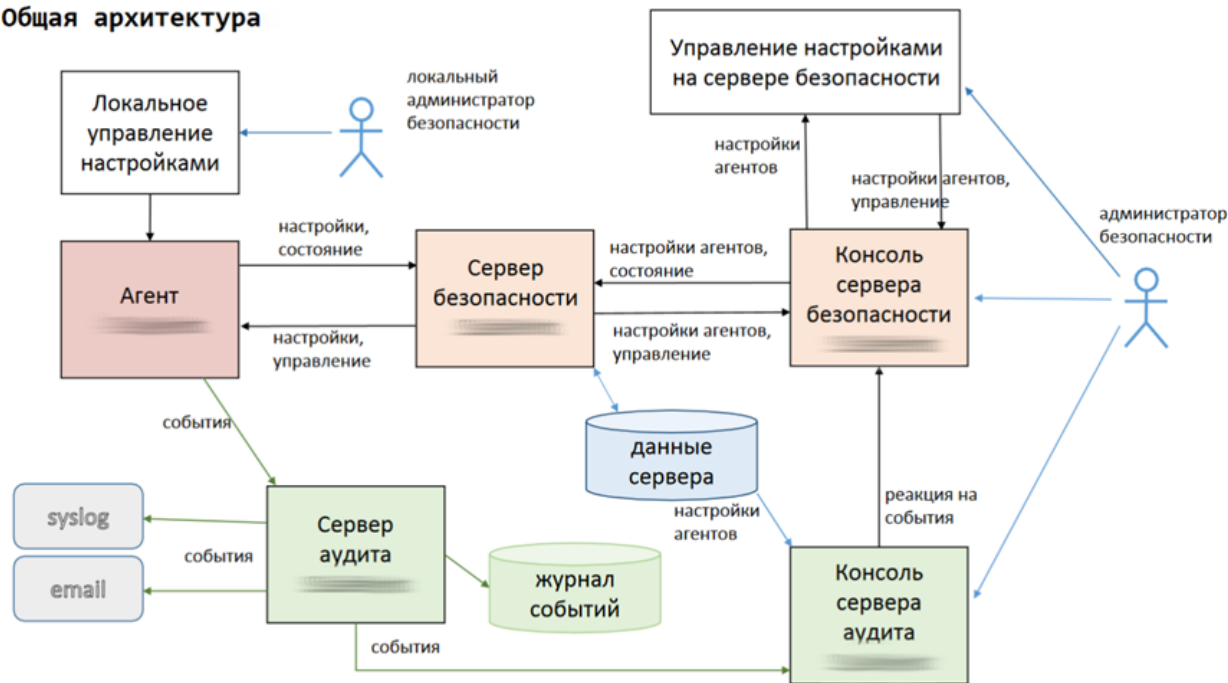 Общая архитектура
Управление настройками
на сервере безопасности
локальный
администратор
безопасности
Локальное
управление
настройками
настройки
агентов
настройки агентов,
управление
администратор
безопасности
настройки,
состояние
настройки агентов,
состояние
Агент
Сервер
безопасности
Консоль
сервера
безопасности
настройки,
управление
настройки агентов,
управление
события
данные
сервера
настройки
агентов
реакция на
события
syslog
email
события
Сервер
аудита
журнал
событий
Консоль
сервера
аудита
события